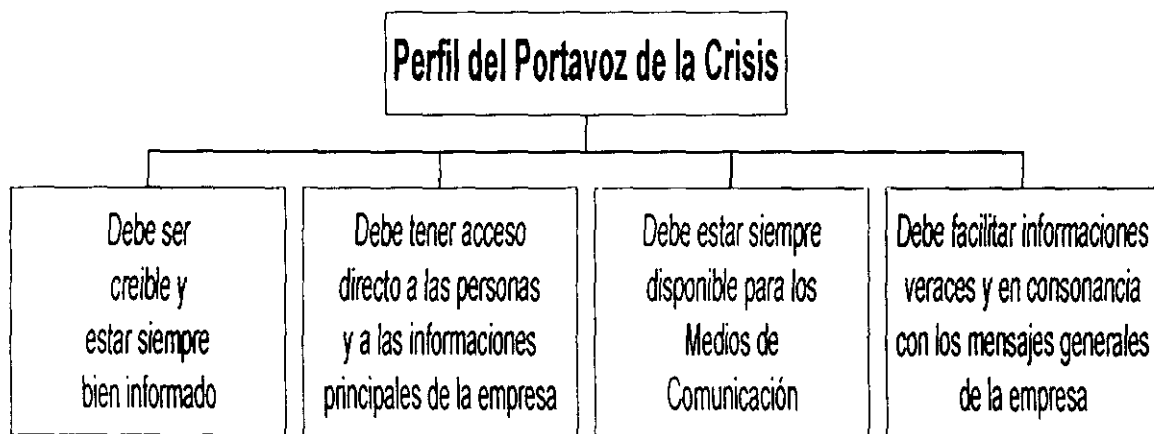 Perfil del Portavoz de la Crisis
Debe ser
creible y
estar siempre
bien informado
Debe tener acceso
directo a las personas
y a las informaciones
principales de la empresa
Debe estar siempre
disponible para los
Medios de
Comunicación
Debe facilitar informaciones
veraces y en consonancia
con los mensajes generales
de la empresa